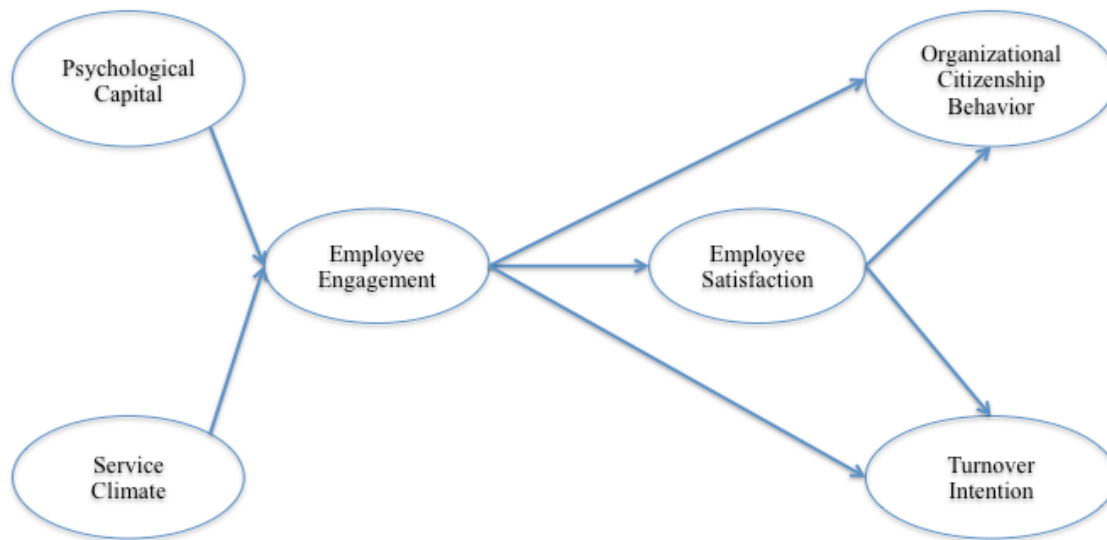 Psychological
Capital
Organizational
Citizenship
Behavior
Employee
Engagement
Employee
Satisfaction
Service
Climate
Turnover
Intention